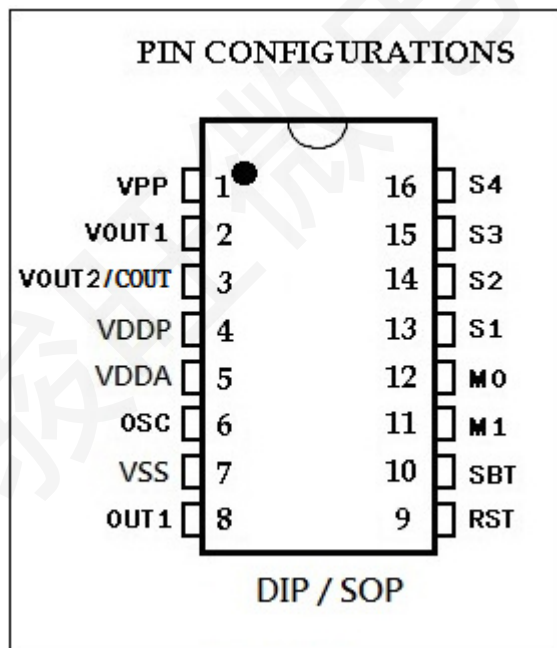 PIN CONFIGURATIONS
VPP 1 16 S4
VOUT1 2 15 S3
VOUT2/COUT 3 14 S2
VDDP 4 13 S1
VDDA 5 12 M0
OSC 6 11 M1
VSS 7 10 SBT
OUT1 8 9 RST
DIP / SOP